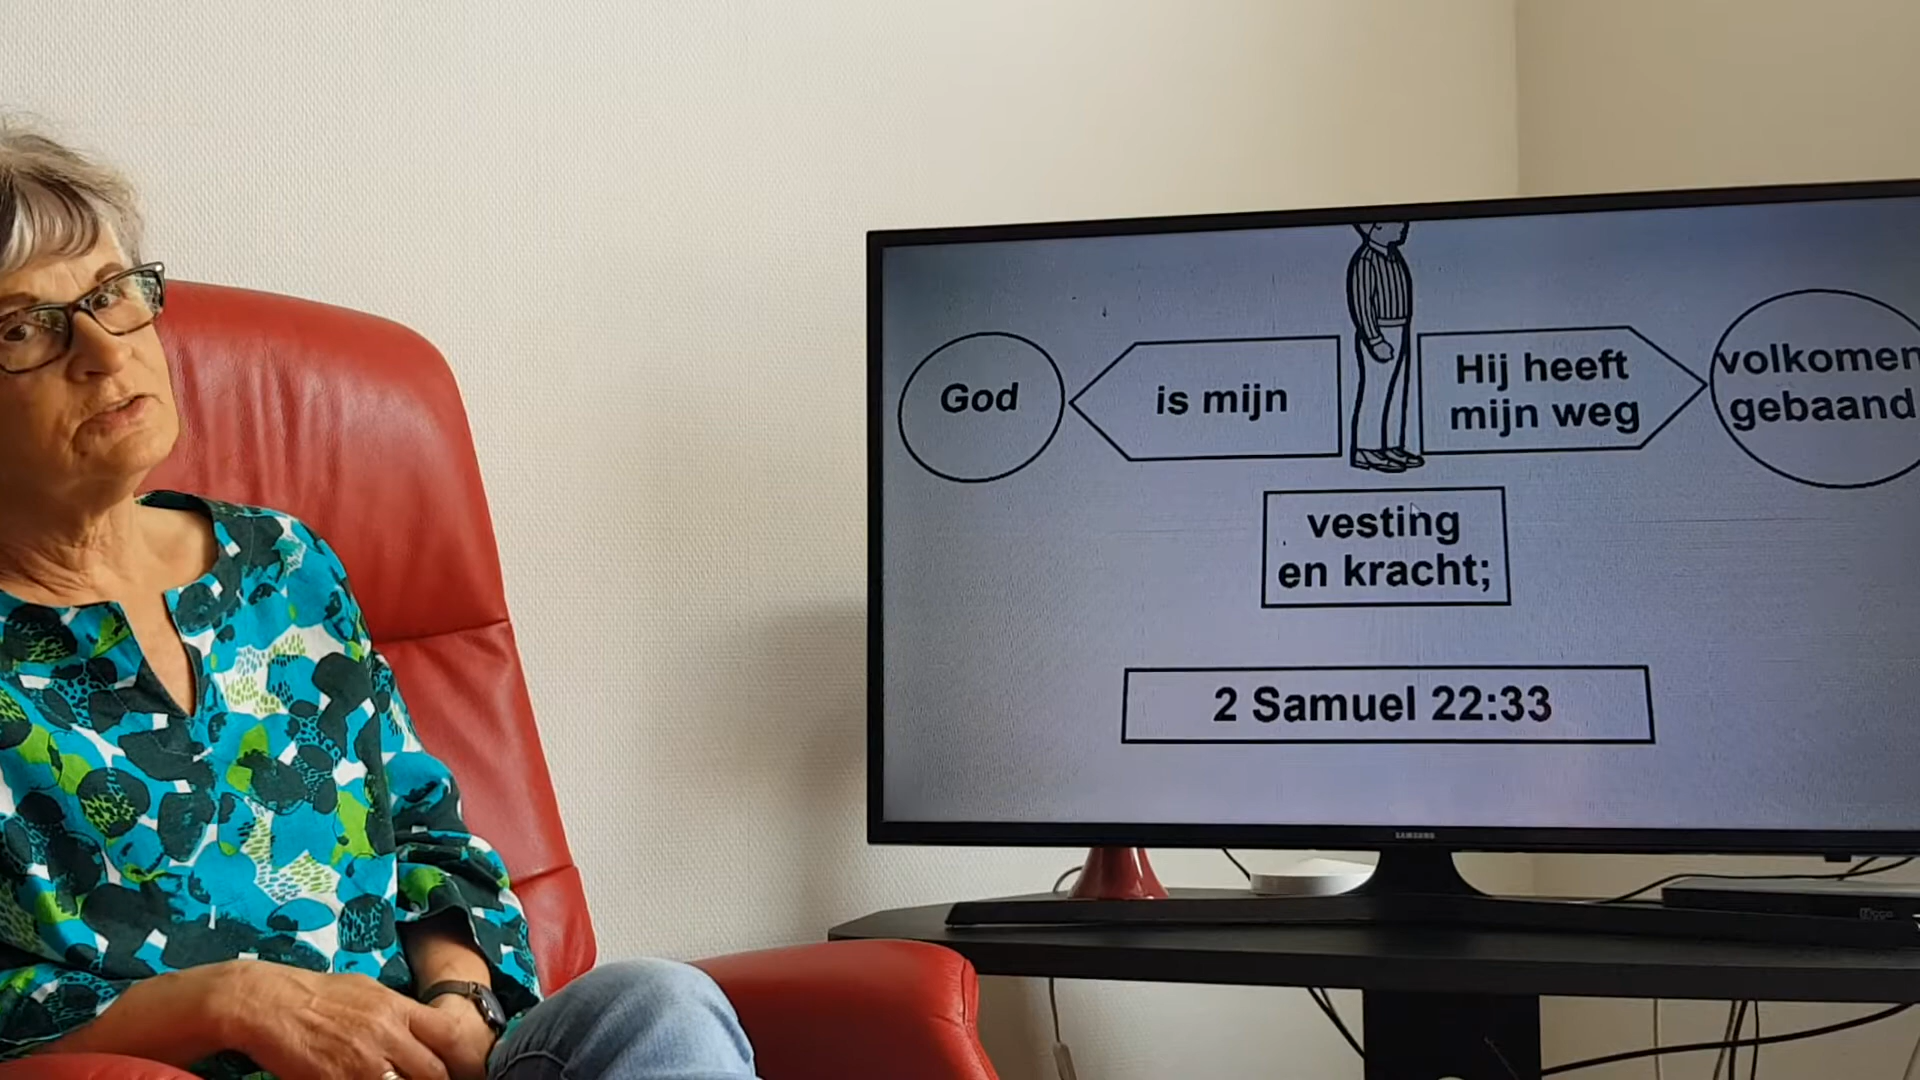 God
is mijn
Hij heeft
mijn weg
volkomen
gebaand
vesting
en kracht;
2 Samuel 22:33
SAMSUNG